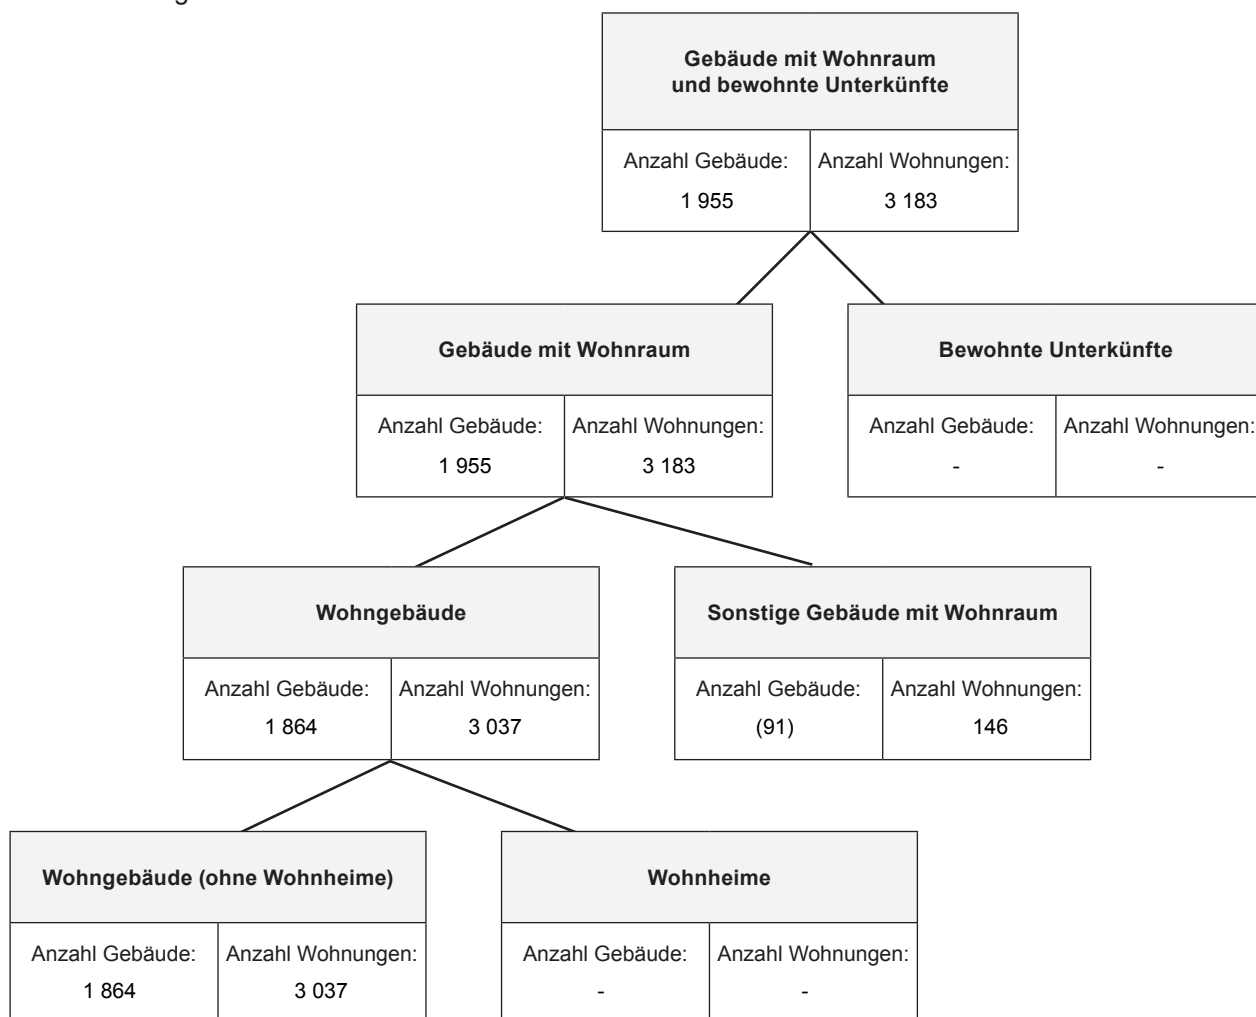 Gebäude mit Wohnraum
und bewohnte Unterkünfte
Anzahl Gebäude: Anzahl Wohnungen:
1 955 3 183
Gebäude mit Wohnraum
Anzahl Gebäude: Anzahl Wohnungen:
1 955 3 183
Bewohnte Unterkünfte
Anzahl Gebäude: Anzahl Wohnungen:
- -
Wohngebäude
Anzahl Gebäude: Anzahl Wohnungen:
1 864 3 037
Sonstige Gebäude mit Wohnraum
Anzahl Gebäude: Anzahl Wohnungen:
(91) 146
Wohngebäude (ohne Wohnheime)
Anzahl Gebäude: Anzahl Wohnungen:
1 864 3 037
Wohnheime
Anzahl Gebäude: Anzahl Wohnungen:
- -